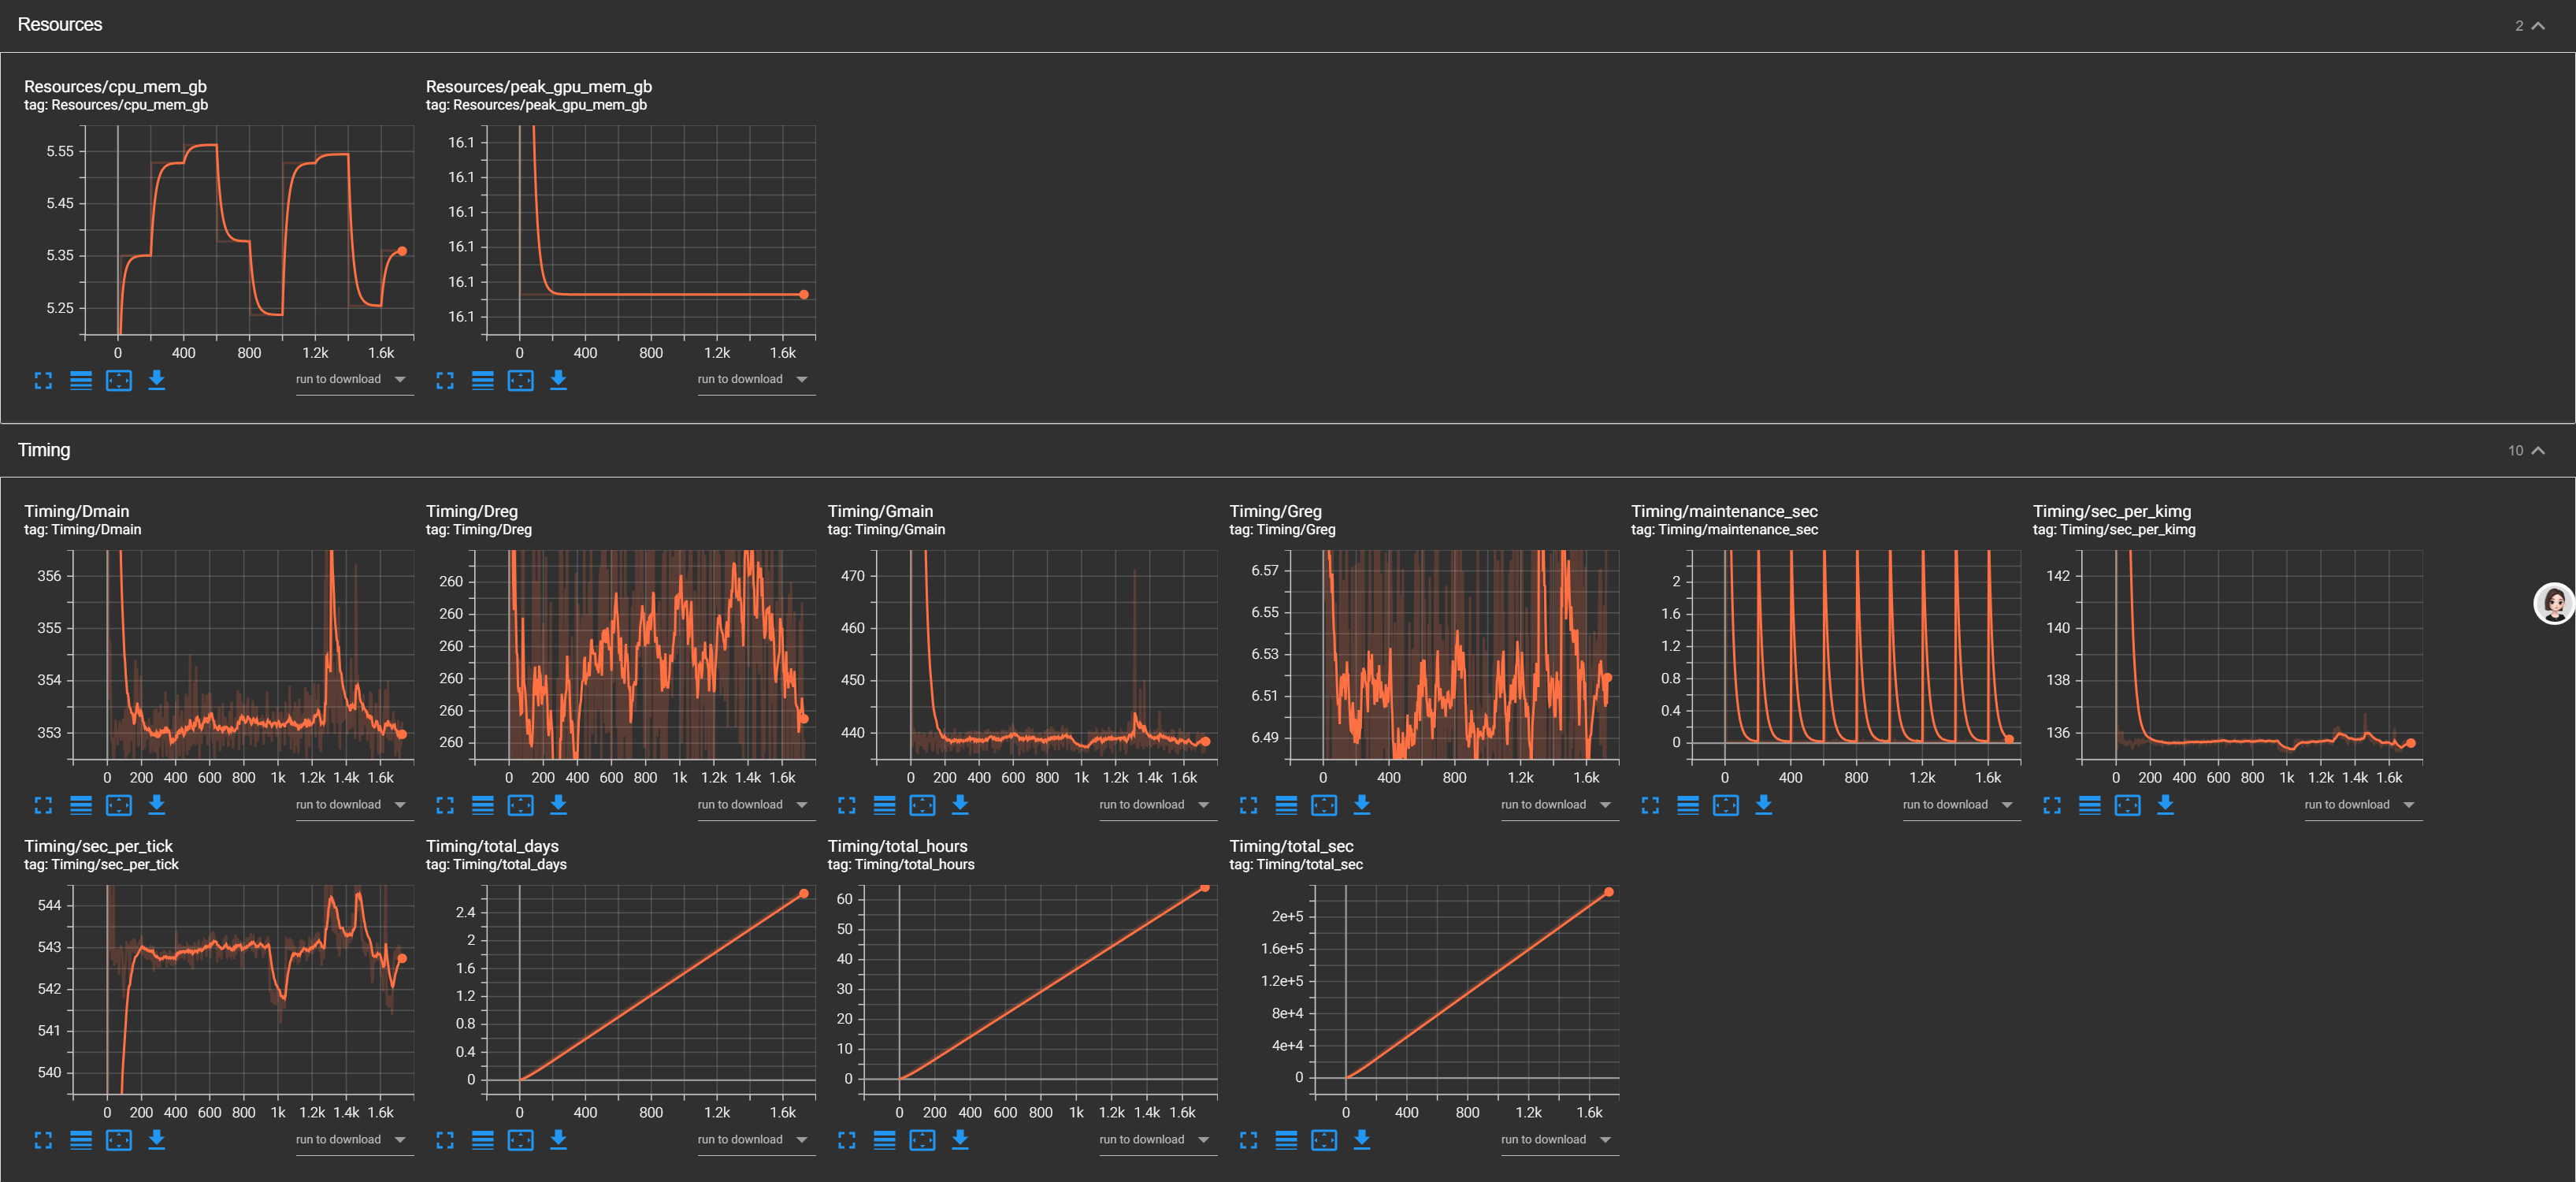 Resources
2
Resources/cpu_mem_gb
tag: Resources/cpu_mem_gb
5.55
5.45
5.35
5.25
0 400 800 1.2k 1.6k
run to download
Resources/peak_gpu_mem_gb
tag: Resources/peak_gpu_mem_gb
16.1
16.1
16.1
16.1
16.1
16.1
0 400 800 1.2k 1.6k
run to download
Timing
10
Timing/Dmain
tag: Timing/Dmain
356
355
354
353
0 200 400 600 800 1k 1.2k 1.4k 1.6k
run to download
Timing/Dreg
tag: Timing/Dreg
260
260
260
260
260
260
0 200 400 600 800 1k 1.2k 1.4k 1.6k
run to download
Timing/Gmain
tag: Timing/Gmain
470
460
450
440
0 200 400 600 800 1k 1.2k 1.4k 1.6k
run to download
Timing/Greg
tag: Timing/Greg
6.57
6.55
6.53
6.51
6.49
0 400 800 1.2k 1.6k
run to download
Timing/maintenance_sec
tag: Timing/maintenance_sec
2
1.6
1.2
0.8
0.4
0
0 400 800 1.2k 1.6k
run to download
Timing/sec_per_kimg
tag: Timing/sec_per_kimg
142
140
138
136
0 200 400 600 800 1k 1.2k 1.4k 1.6k
run to download
Timing/sec_per_tick
tag: Timing/sec_per_tick
544
543
542
541
540
0 200 400 600 800 1k 1.2k 1.4k 1.6k
run to download
Timing/total_days
tag: Timing/total_days
2.4
2
1.6
1.2
0.8
0.4
0
0 400 800 1.2k 1.6k
run to download
Timing/total_hours
tag: Timing/total_hours
60
50
40
30
20
10
0
0 200 400 600 800 1k 1.2k 1.4k 1.6k
run to download
Timing/total_sec
tag: Timing/total_sec
2e+5
1.6e+5
1.2e+5
8e+4
4e+4
0
0 400 800 1.2k 1.6k
run to download